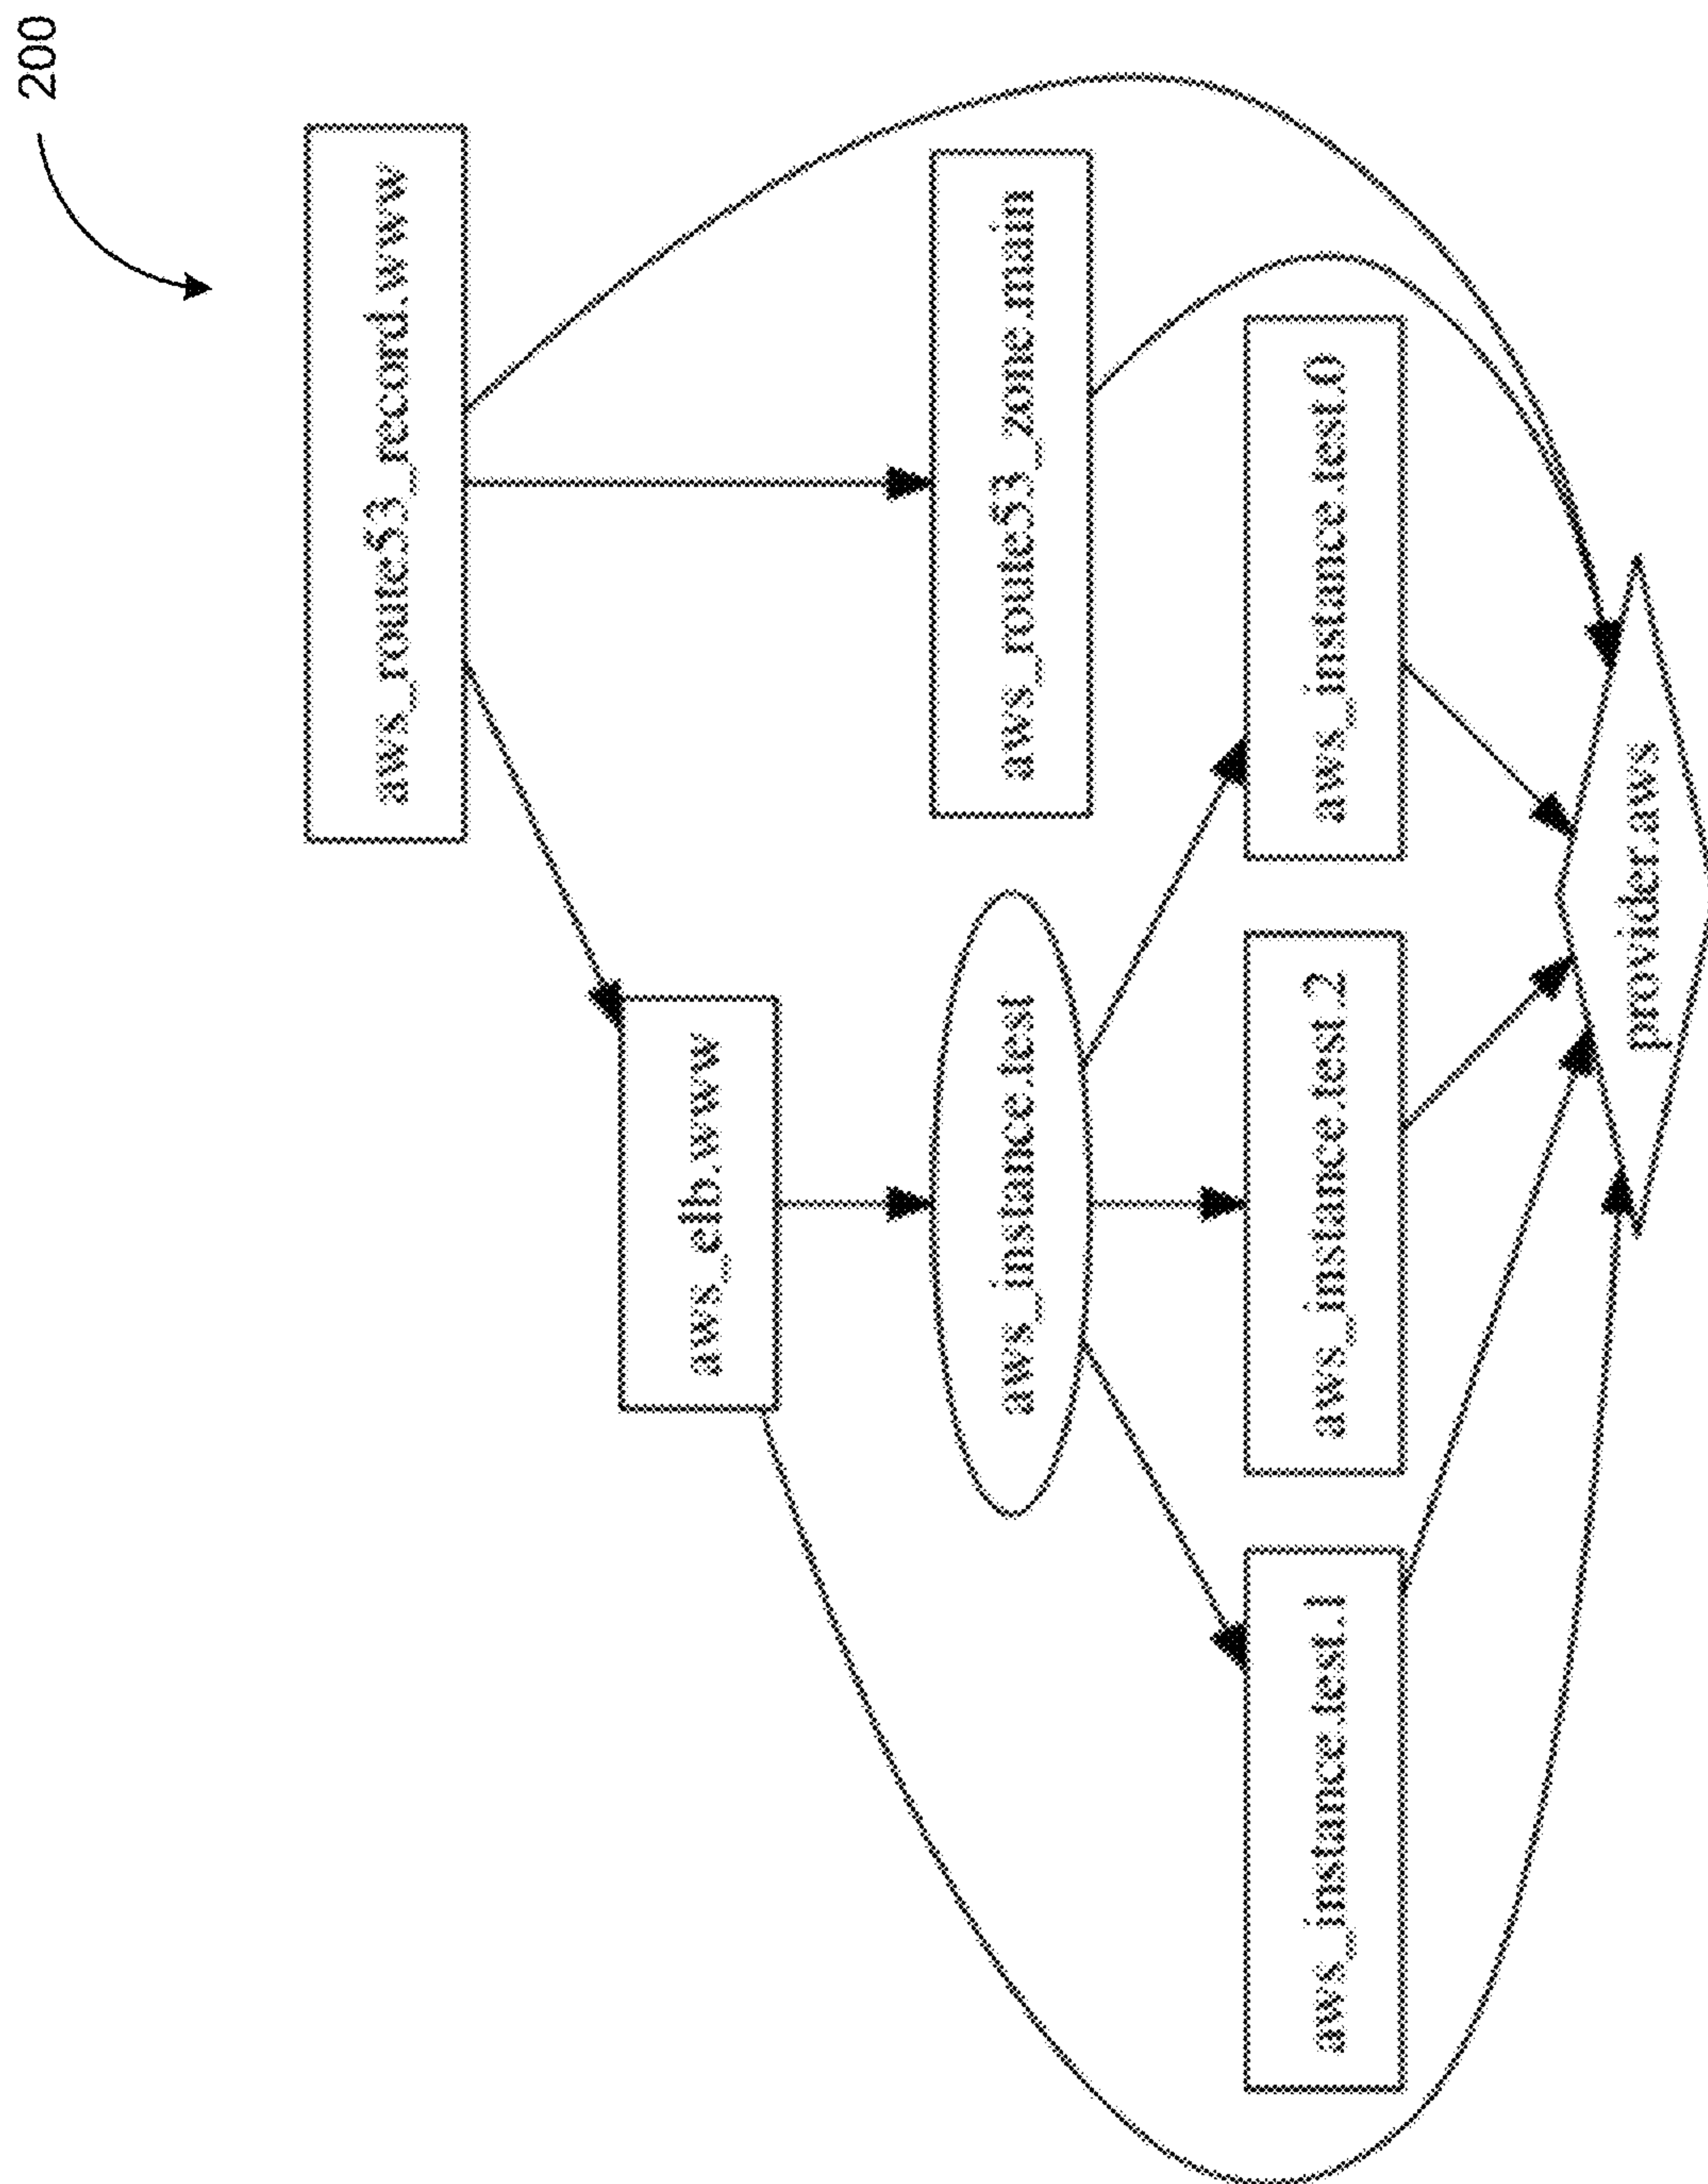 200
aws_route53_record.www
aws_elb.www
aws_instance.test
aws_route53_zone.main
aws_instance.test.1
aws_instance.test.2
aws_instance.test.0
provider.aws